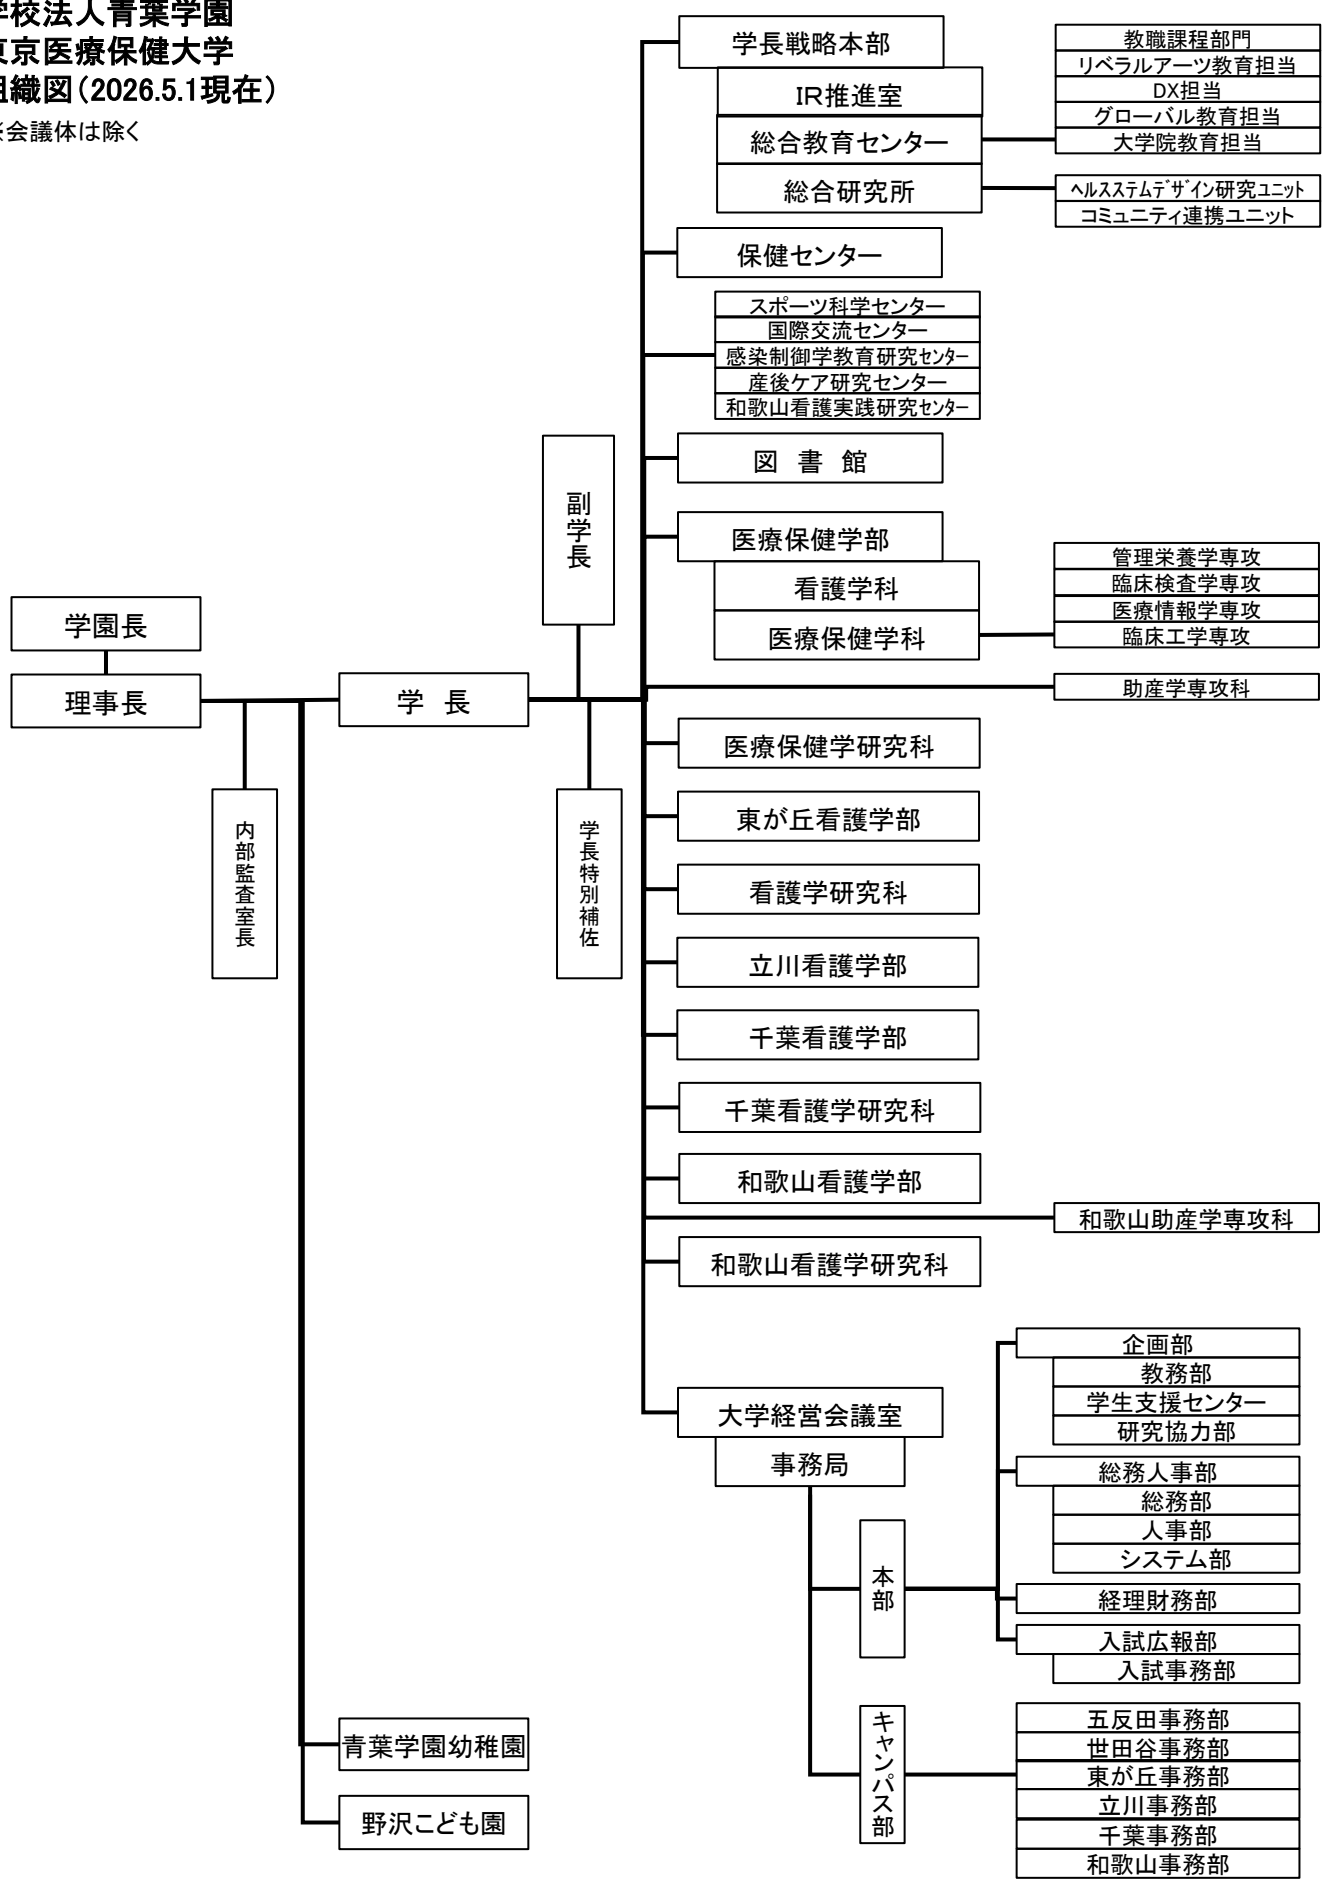 学校法人青葉学園
東京医療保健大学
組織図（2026.5.1現在）
※会議体は除く
学長戦略本部
IR推進室
総合教育センター
総合研究所
教職課程部門
リベラルアーツ教育担当
DX担当
グローバル教育担当
大学院教育担当
ヘルスステムデザイン研究ユニット
コミュニティ連携ユニット
保健センター
スポーツ科学センター
国際交流センター
感染制御学教育研究センター
産後ケア研究センター
和歌山看護実践研究センター
図 書 館
副学長
医療保健学部
看護学科
医療保健学科
管理栄養学専攻
臨床検査学専攻
医療情報学専攻
臨床工学専攻
学園長
理事長
学 長
助産学専攻科
内部監査室長
学長特別補佐
医療保健学研究科
東が丘看護学部
看護学研究科
立川看護学部
千葉看護学部
千葉看護学研究科
和歌山看護学部
和歌山助産学専攻科
和歌山看護学研究科
大学経営会議室
事務局
本部
企画部
教務部
学生支援センター
研究協力部
総務人事部
総務部
人事部
システム部
経理財務部
入試広報部
入試事務部
キャンパス部
五反田事務部
世田谷事務部
東が丘事務部
立川事務部
千葉事務部
和歌山事務部
青葉学園幼稚園
野沢こども園